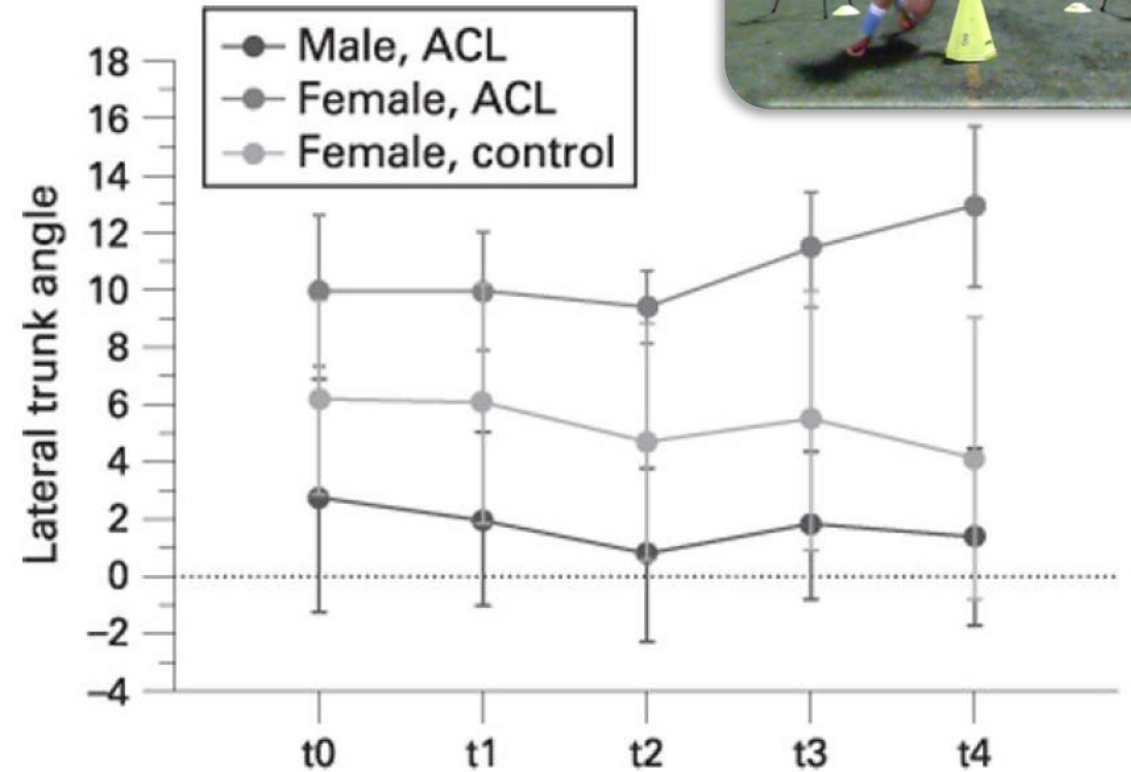 Male, ACL
Female, ACL
Female, control
Lateral trunk angle
18
16
14
12
10
8
6
4
2
0
−2
−4
t0
t1
t2
t3
t4